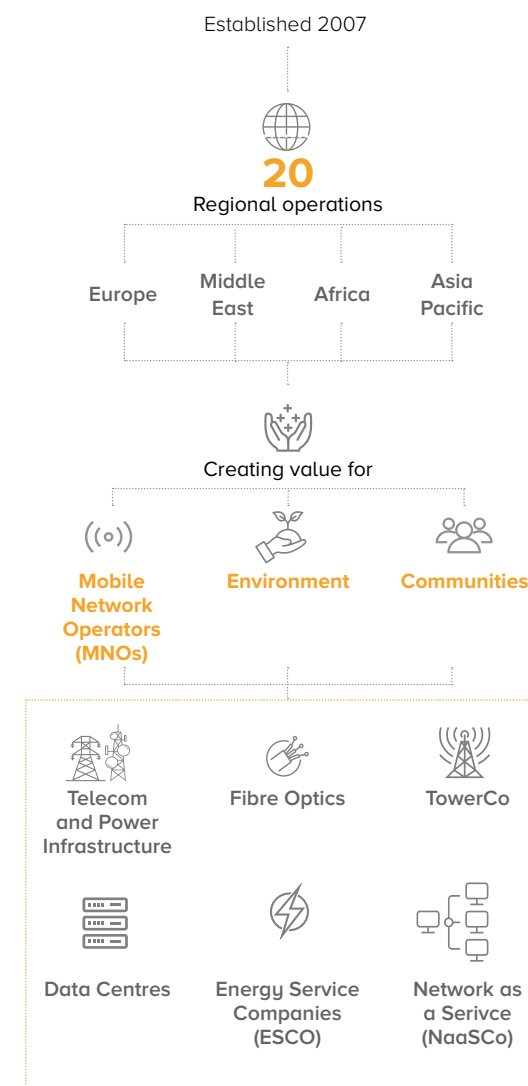 Established 2007
20
Regional operations
Europe
Middle
East
Africa
Asia
Pacific
Creating value for
Mobile
Network
Operators
(MNOs)
Environment
Communities
Telecom
and Power
Infrastructure
Fibre Optics
TowerCo
Data Centres
Energy Service
Companies
(ESCO)
Network as
a Serivce
(NaaSCo)